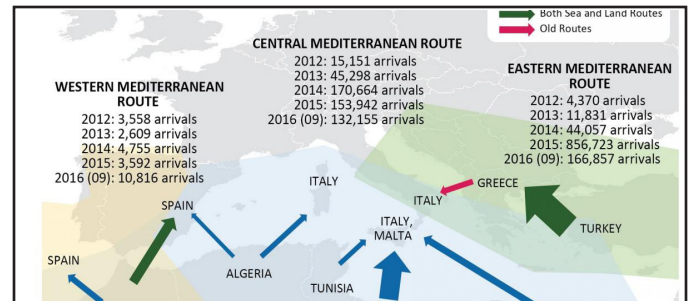 Both Sea and Land Routes
Old Routes
CENTRAL MEDITERRANEAN ROUTE
2012: 15,151 arrivals
2013: 45,298 arrivals
2014: 170,664 arrivals
2015: 153,942 arrivals
2016 (09): 132,155 arrivals
WESTERN MEDITERRANEAN
ROUTE
2012: 3,558 arrivals
2013: 2,609 arrivals
2014: 4,755 arrivals
2015: 3,592 arrivals
2016 (09): 10,816 arrivals
EASTERN MEDITERRANEAN
ROUTE
2012: 4,370 arrivals
2013: 11,831 arrivals
2014: 44,057 arrivals
2015: 856,723 arrivals
2016 (09): 166,857 arrivals
ITALY
GREECE
ITALY
SPAIN
ITALY,
MALTA
TURKEY
SPAIN
ALGERIA
TUNISIA